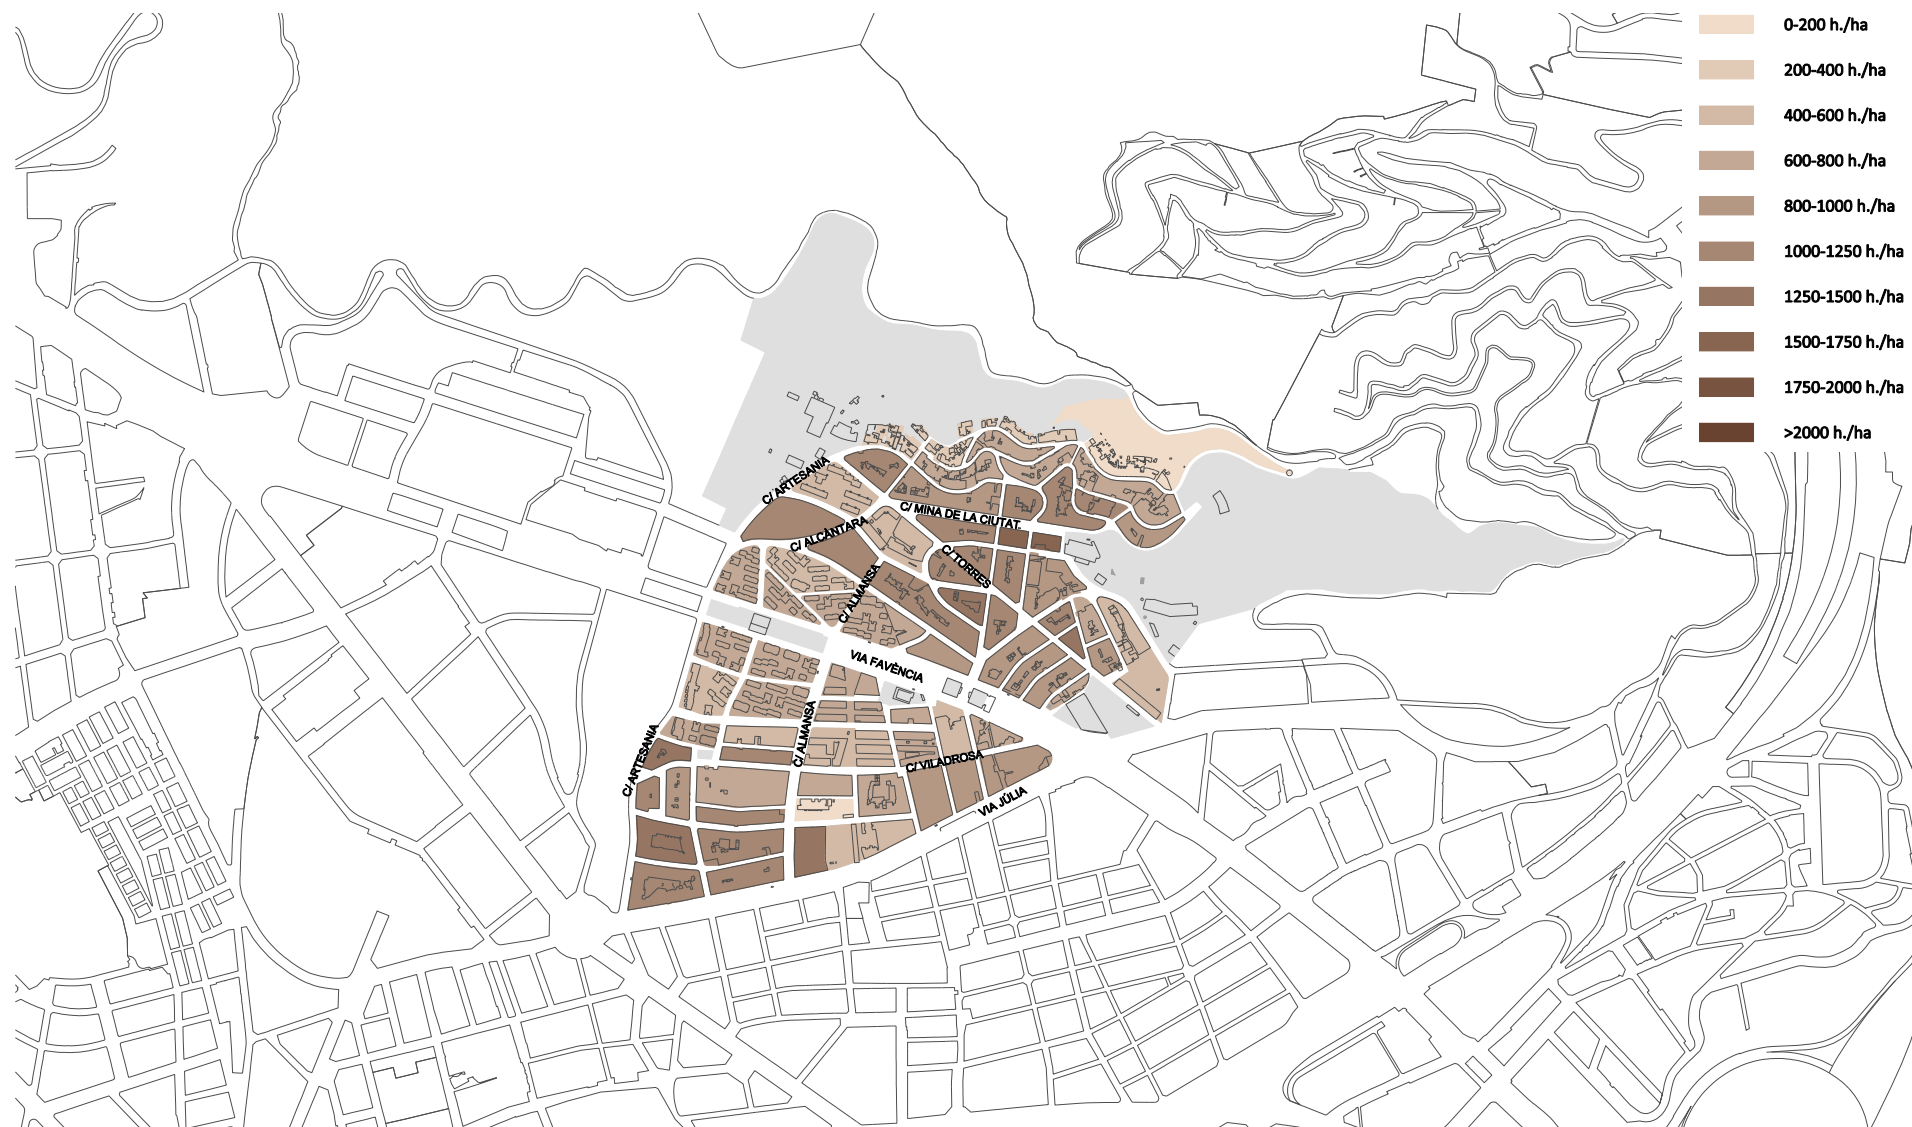 0-200 h./ha
200-400 h./ha
400-600 h./ha
600-800 h./ha
800-1000 h./ha
1000-1250 h./ha
1250-1500 h./ha
1500-1750 h./ha
1750-2000 h./ha
>2000 h./ha
C/ ARTESANIA
C/ MINA DE LA CIUTAT
C/ ALCÀNTARA
C/ TORRES
C/ ALMANSA
VIA FAVÈNCIA
C/ ALMANSA
C/ ARTESANIA
C/ VILADROSA
VIA JÚLIA